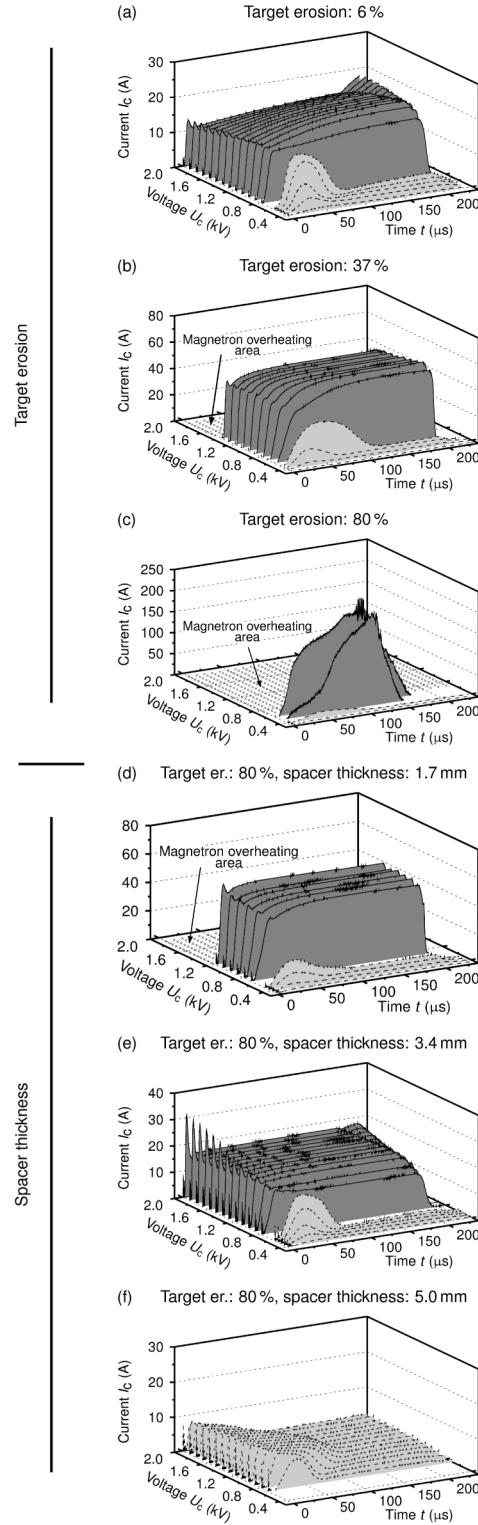 Target erosion
(a) Target erosion: 6 %
Current I_c (A)
30
20
10
2.0
1.6
1.2
0.8
0.4
Voltage U_c (kV)
0
50
100
150
200
Time t (µs)
(b) Target erosion: 37 %
Magnetron overheating
area
Current I_c (A)
80
60
40
20
2.0
1.6
1.2
0.8
0.4
Voltage U_c (kV)
0
50
100
150
200
Time t (µs)
(c) Target erosion: 80 %
Magnetron overheating
area
Current I_c (A)
250
200
150
100
50
2.0
1.6
1.2
0.8
0.4
Voltage U_c (kV)
0
50
100
150
200
Time t (µs)
Spacer thickness
(d) Target er.: 80 %, spacer thickness: 1.7 mm
Magnetron overheating
area
Current I_c (A)
80
60
40
20
2.0
1.6
1.2
0.8
0.4
Voltage U_c (kV)
0
50
100
150
200
Time t (µs)
(e) Target er.: 80 %, spacer thickness: 3.4 mm
Current I_c (A)
40
30
20
10
2.0
1.6
1.2
0.8
0.4
Voltage U_c (kV)
0
50
100
150
200
Time t (µs)
(f) Target er.: 80 %, spacer thickness: 5.0 mm
Current I_c (A)
30
20
10
2.0
1.6
1.2
0.8
0.4
Voltage U_c (kV)
0
50
100
150
200
Time t (µs)